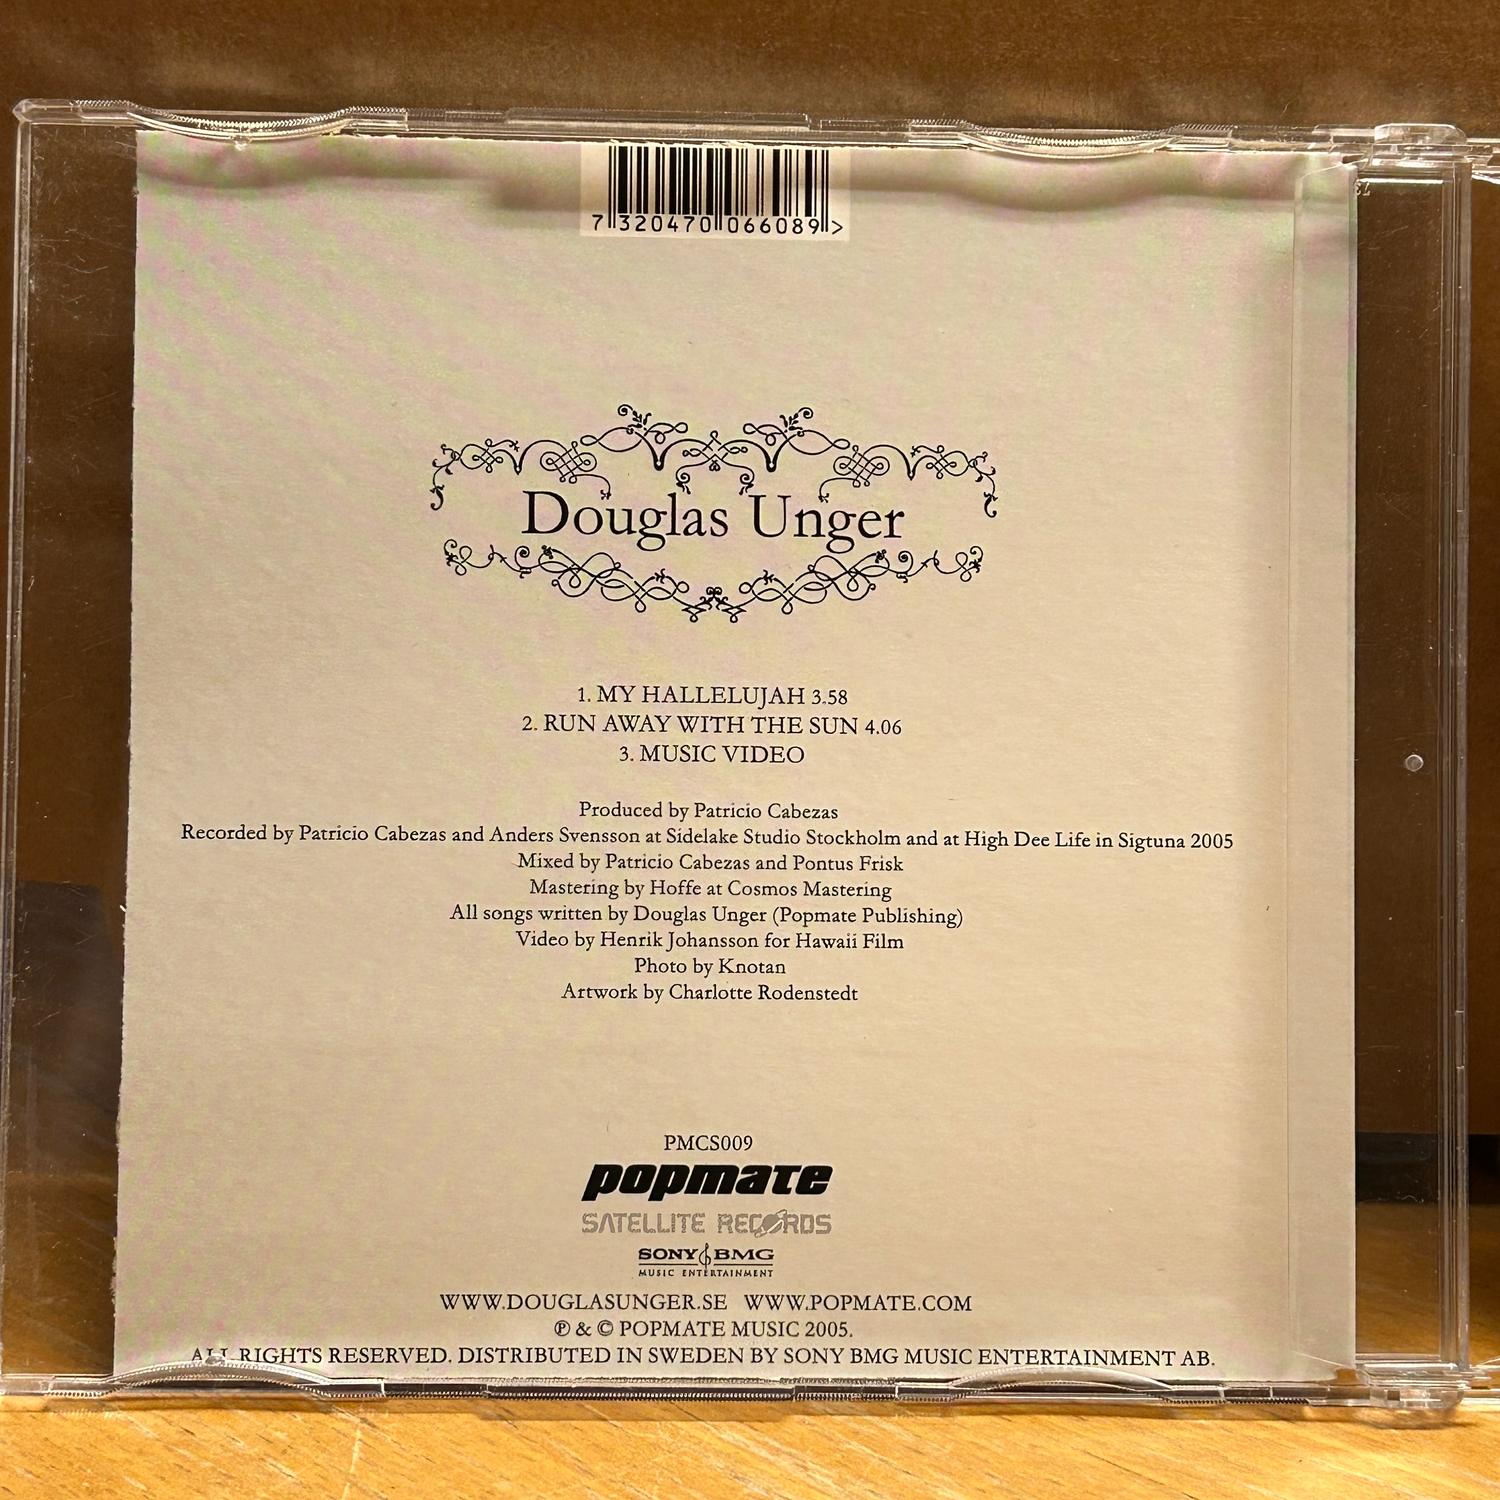 7 320470 066089 >
Douglas Unger
1. MY HALLELUJAH 3.58
2. RUN AWAY WITH THE SUN 4.06
3. MUSIC VIDEO
Produced by Patricio Cabezas
Recorded by Patricio Cabezas and Anders Svensson at Sidelake Studio Stockholm and at High Dee Life in Sigtuna 2005
Mixed by Patricio Cabezas and Pontus Frisk
Mastering by Hoffe at Cosmos Mastering
All songs written by Douglas Unger (Popmate Publishing)
Video by Henrik Johansson for Hawaii Film
Photo by Knotan
Artwork by Charlotte Rodenstedt
PMCS009
popmate
SATELLITE RECORDS
SONY BMG
MUSIC ENTERTAINMENT
WWW.DOUGLASUNGER.SE WWW.POPMATE.COM
℗ & © POPMATE MUSIC 2005.
ALL RIGHTS RESERVED. DISTRIBUTED IN SWEDEN BY SONY BMG MUSIC ENTERTAINMENT AB.